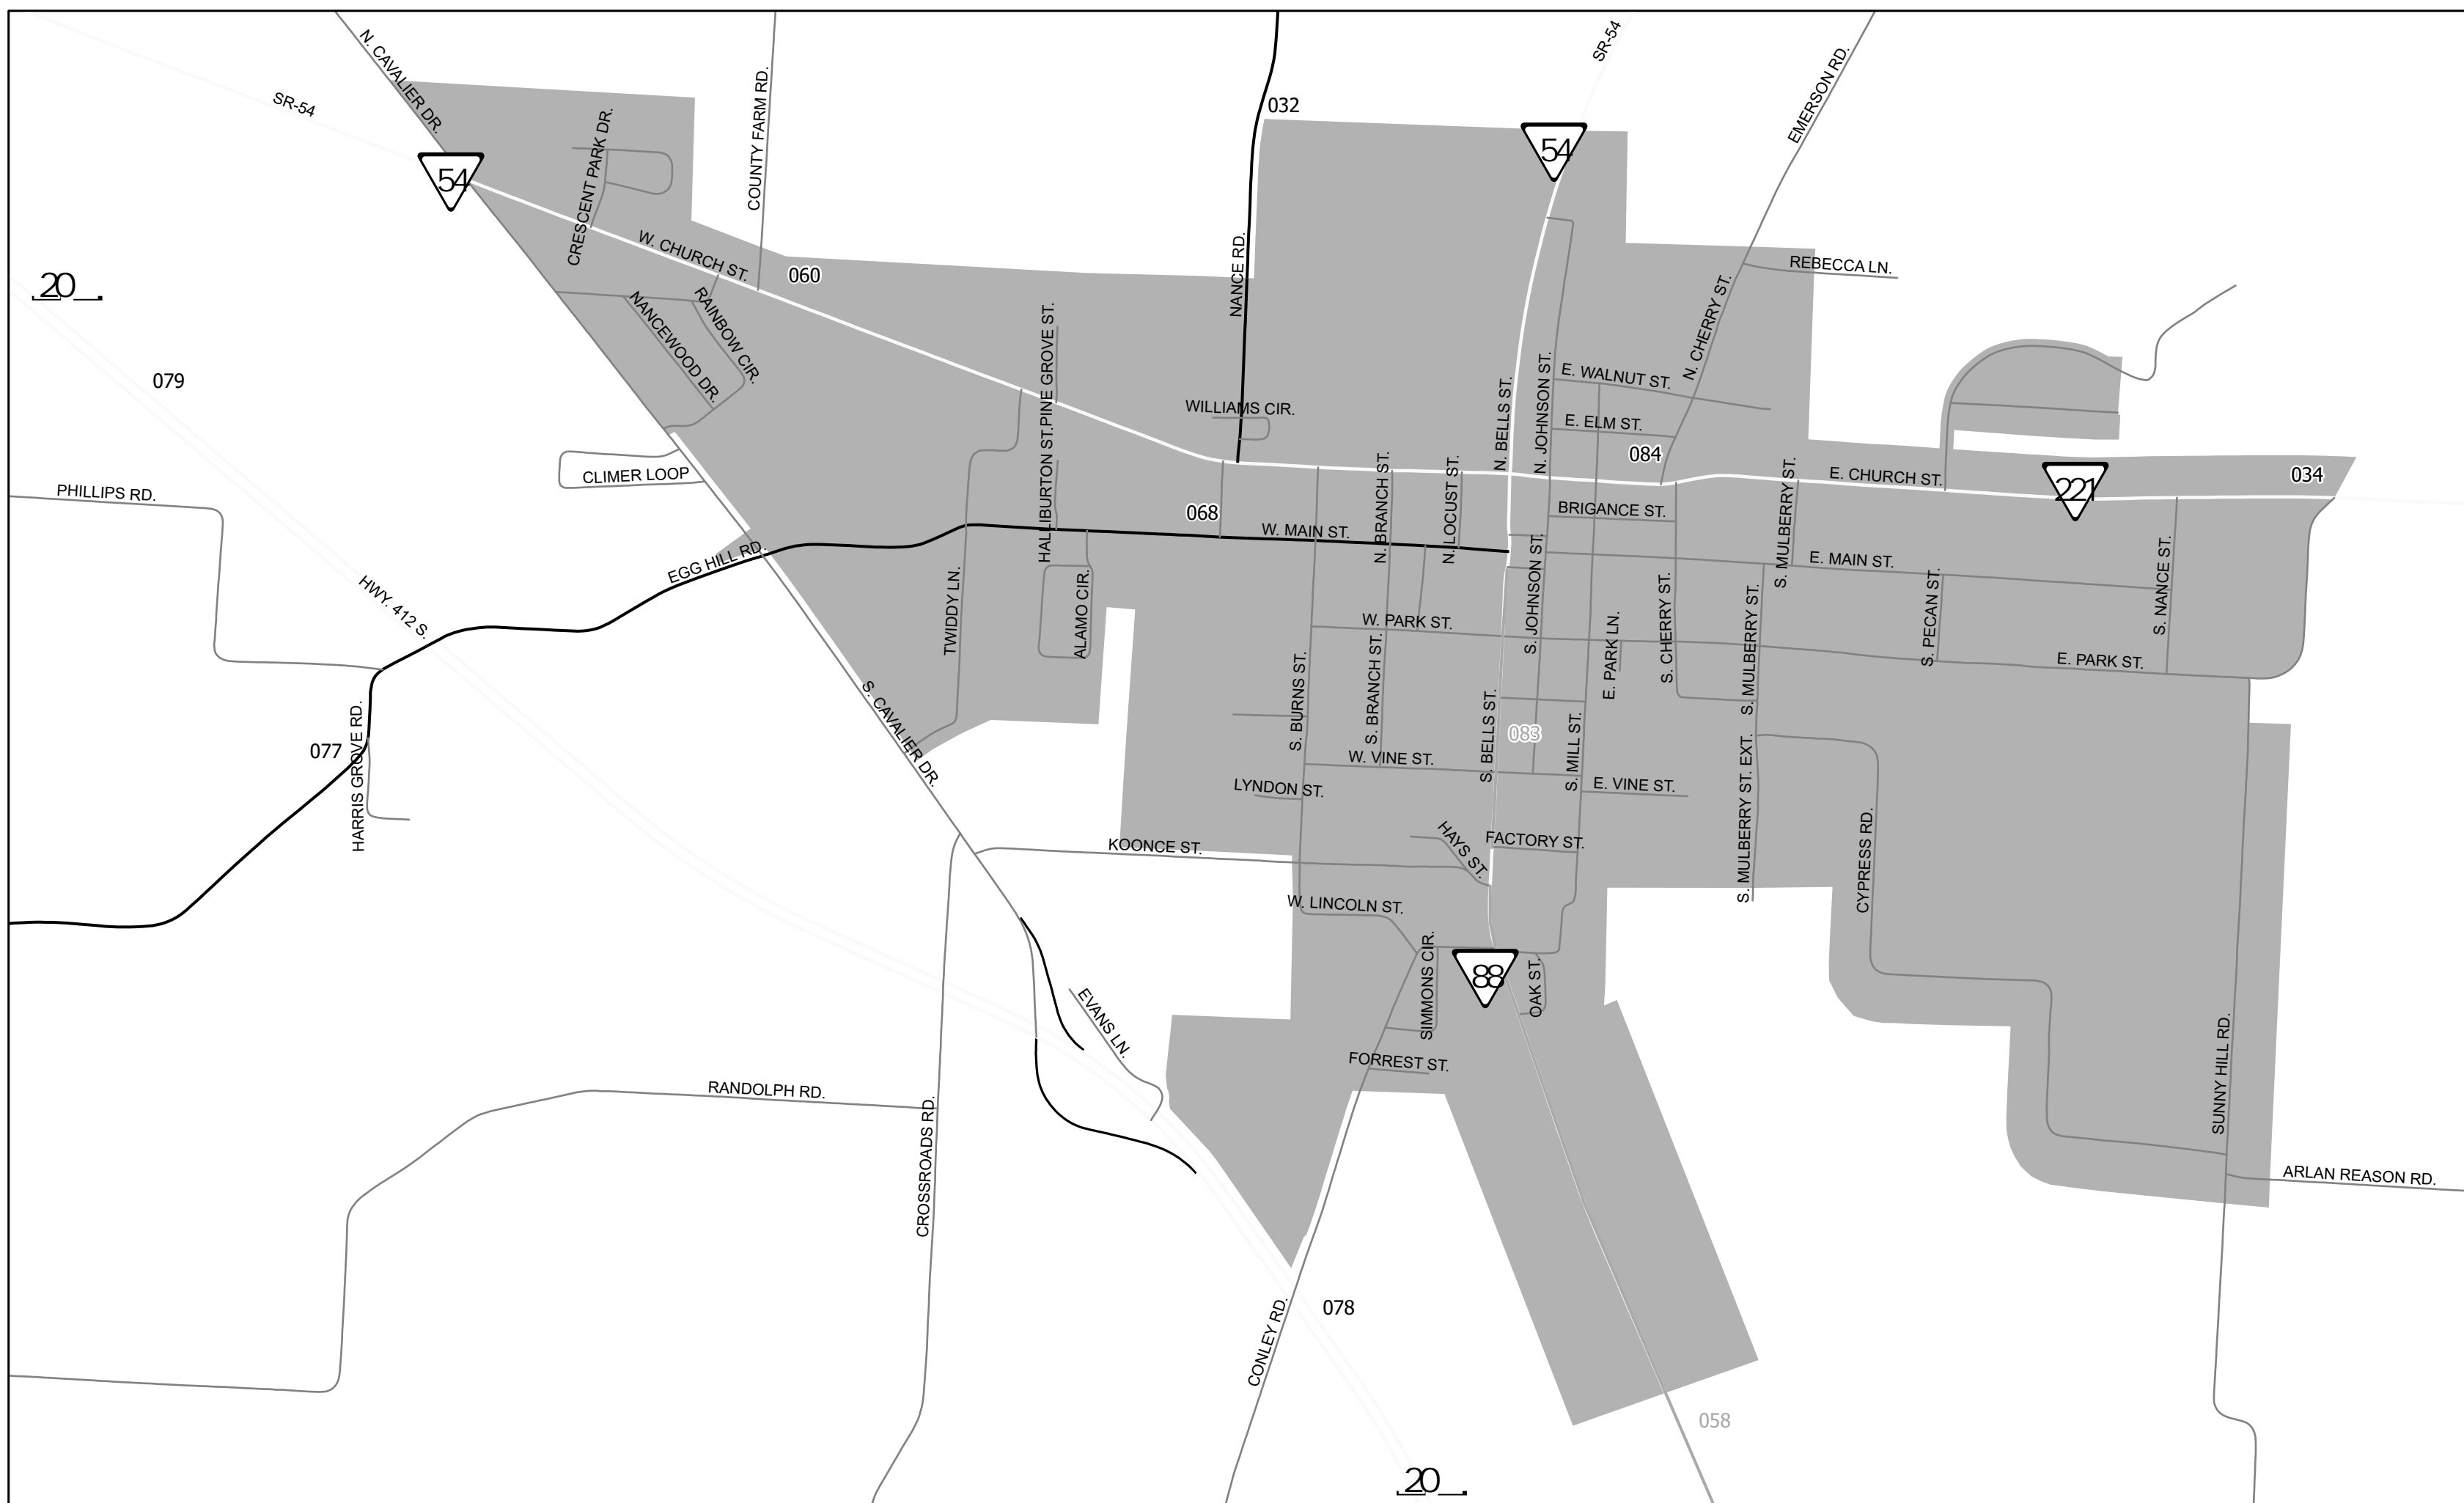 N. CAVALIER DR.
SR-54
SR-54
54
CRESCENT PARK DR.
COUNTY FARM RD.
032
54
EMERSON RD.
W. CHURCH ST.
060
NANCE RD.
REBECCA LN.
20
079
NANCEWOOD DR.
RAINBOW CIR.
PINE GROVE ST.
HALLIBURTON ST.
WILLIAMS CIR.
N. BELLS ST.
N. JOHNSON ST.
E. WALNUT ST.
N. CHERRY ST.
E. ELM ST.
084
CLIMER LOOP
PHILLIPS RD.
068
W. MAIN ST.
N. BRANCH ST.
N. LOCUST ST.
BRIGANCE ST.
S. MULBERRY ST.
E. CHURCH ST.
221
034
EGG HILL RD.
HWY. 412 S.
TWIDDY LN.
ALAMO CIR.
W. PARK ST.
S. JOHNSON ST.
E. PARK LN.
S. CHERRY ST.
E. MAIN ST.
S. MULBERRY ST.
S. PECAN ST.
S. NANCE ST.
E. PARK ST.
S. CAVALIER DR.
S. BURNS ST.
S. BRANCH ST.
S. BELLS ST.
083
S. MILL ST.
077
HARRIS GROVE RD.
W. VINE ST.
LYNDON ST.
E. VINE ST.
S. MULBERRY ST. EXT.
CYPRESS RD.
KOONCE ST.
HAYS ST.
FACTORY ST.
W. LINCOLN ST.
SIMMONS CIR.
88
OAK ST.
EVANS LN.
FORREST ST.
SUNNY HILL RD.
RANDOLPH RD.
CROSSROADS RD.
ARLAN REASON RD.
078
CONLEY RD.
058
20